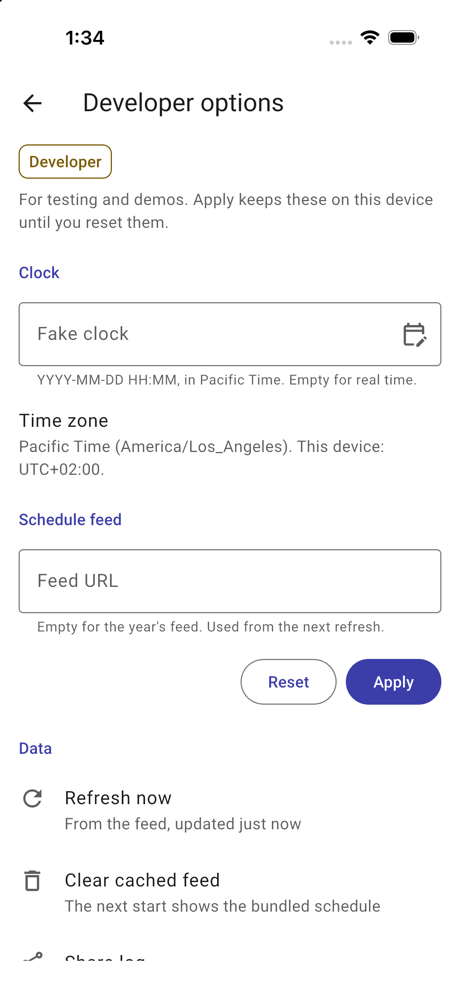 1:34
Developer options
Developer
For testing and demos. Apply keeps these on this device
until you reset them.
Clock
Fake clock
YYYY-MM-DD HH:MM, in Pacific Time. Empty for real time.
Time zone
Pacific Time (America/Los_Angeles). This device:
UTC+02:00.
Schedule feed
Feed URL
Empty for the year's feed. Used from the next refresh.
Reset
Apply
Data
Refresh now
From the feed, updated just now
Clear cached feed
The next start shows the bundled schedule
Share log